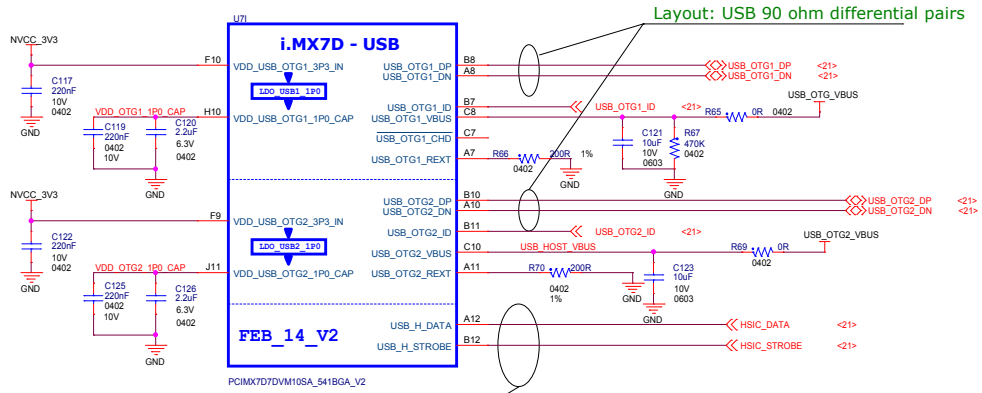 Layout: USB 90 ohm differential pairs
U7I
i.MX7D - USB
NVCC_3V3
F10
VDD_USB_OTG1_3P3_IN
USB_OTG1_DP
B8
USB_OTG1_DP
<21>
USB_OTG1_DN
A8
USB_OTG1_DN
<21>
C117
220nF
10V
0402
GND
LDO_USB1_1P0
USB_OTG_VBUS
VDD_OTG1_1P0_CAP
H10
VDD_USB_OTG1_1P0_CAP
USB_OTG1_ID
B7
USB_OTG1_ID
<21>
USB_OTG1_VBUS
C8
R65
0R
0402
C119
220nF
0402
10V
C120
2.2uF
6.3V
0402
GND
USB_OTG1_CHD
C7
C121
10uF
10V
0603
R67
470K
0402
GND
USB_OTG1_REXT
A7
R66
200R
1%
0402
GND
NVCC_3V3
F9
VDD_USB_OTG2_3P3_IN
USB_OTG2_DP
B10
USB_OTG2_DP
<21>
USB_OTG2_DN
A10
USB_OTG2_DN
<21>
C122
220nF
10V
0402
GND
LDO_USB2_1P0
USB_OTG2_ID
B11
USB_OTG2_ID
<21>
USB_OTG2_VBUS
VDD_OTG2_1P0_CAP
J11
VDD_USB_OTG2_1P0_CAP
USB_OTG2_VBUS
C10
USB_HOST_VBUS
R69
0R
0402
USB_OTG2_REXT
A11
R70
200R
0402
1%
GND
C123
10uF
10V
0603
GND
C125
220nF
0402
10V
C126
2.2uF
6.3V
0402
GND
FEB_14_V2
USB_H_DATA
A12
HSIC_DATA
<21>
USB_H_STROBE
B12
HSIC_STROBE
<21>
PCIMX7D7DVM10SA_541BGA_V2